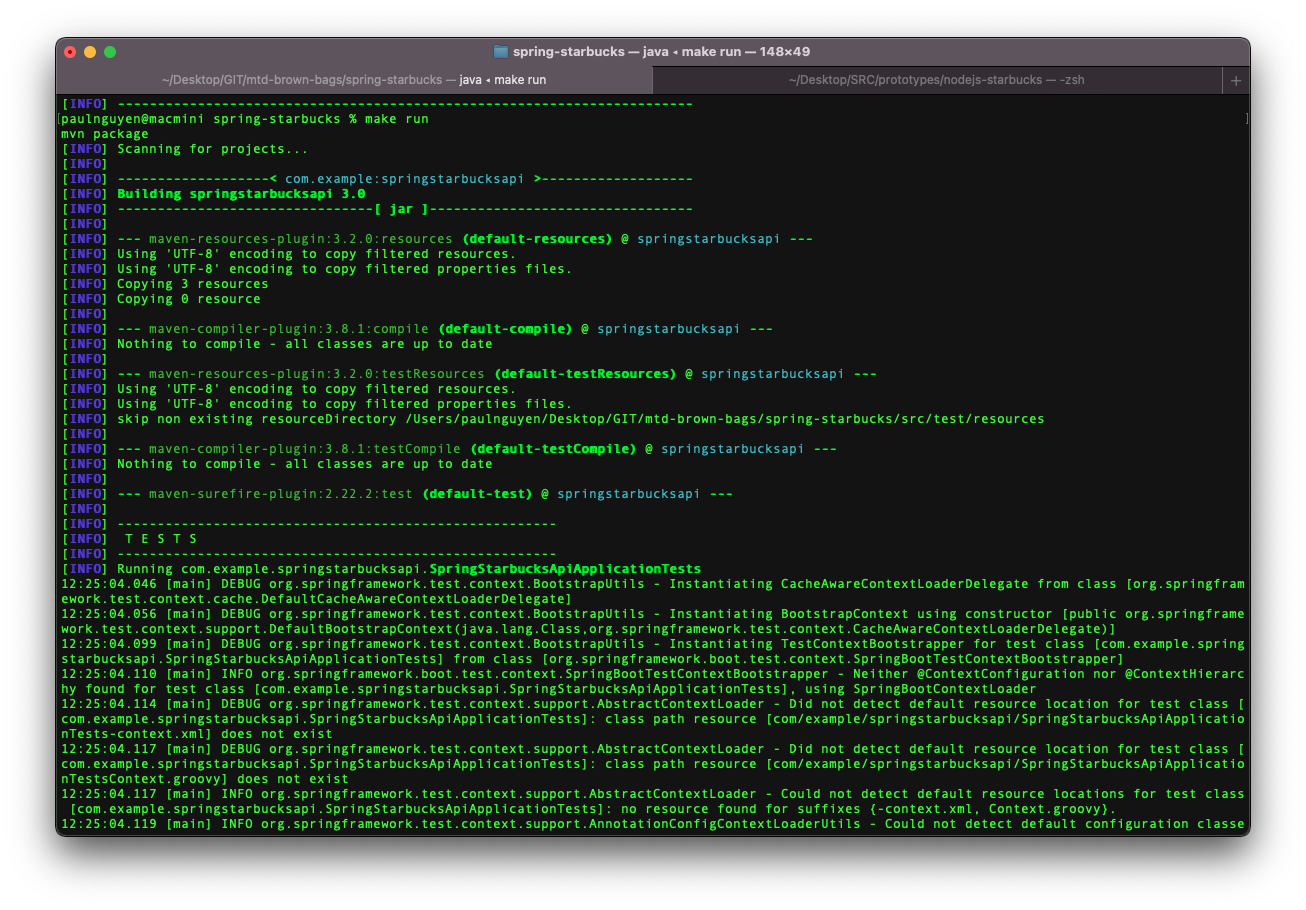 spring-starbucks — java ◂ make run — 148×49
~/Desktop/GIT/mtd-brown-bags/spring-starbucks — java ◂ make run
~/Desktop/SRC/prototypes/nodejs-starbucks — -zsh
+
[INFO] ------------------------------------------------------------------------
[paulnguyen@macmini spring-starbucks % make run ]
mvn package
[INFO] Scanning for projects...
[INFO]
[INFO] -------------------< com.example:springstarbucksapi >-------------------
[INFO] Building springstarbucksapi 3.0
[INFO] --------------------------------[ jar ]---------------------------------
[INFO]
[INFO] --- maven-resources-plugin:3.2.0:resources (default-resources) @ springstarbucksapi ---
[INFO] Using 'UTF-8' encoding to copy filtered resources.
[INFO] Using 'UTF-8' encoding to copy filtered properties files.
[INFO] Copying 3 resources
[INFO] Copying 0 resource
[INFO]
[INFO] --- maven-compiler-plugin:3.8.1:compile (default-compile) @ springstarbucksapi ---
[INFO] Nothing to compile - all classes are up to date
[INFO]
[INFO] --- maven-resources-plugin:3.2.0:testResources (default-testResources) @ springstarbucksapi ---
[INFO] Using 'UTF-8' encoding to copy filtered resources.
[INFO] Using 'UTF-8' encoding to copy filtered properties files.
[INFO] skip non existing resourceDirectory /Users/paulnguyen/Desktop/GIT/mtd-brown-bags/spring-starbucks/src/test/resources
[INFO]
[INFO] --- maven-compiler-plugin:3.8.1:testCompile (default-testCompile) @ springstarbucksapi ---
[INFO] Nothing to compile - all classes are up to date
[INFO]
[INFO] --- maven-surefire-plugin:2.22.2:test (default-test) @ springstarbucksapi ---
[INFO]
[INFO] -------------------------------------------------------
[INFO]  T E S T S
[INFO] -------------------------------------------------------
[INFO] Running com.example.springstarbucksapi.SpringStarbucksApiApplicationTests
12:25:04.046 [main] DEBUG org.springframework.test.context.BootstrapUtils - Instantiating CacheAwareContextLoaderDelegate from class [org.springfram
ework.test.context.cache.DefaultCacheAwareContextLoaderDelegate]
12:25:04.056 [main] DEBUG org.springframework.test.context.BootstrapUtils - Instantiating BootstrapContext using constructor [public org.springframe
work.test.context.support.DefaultBootstrapContext(java.lang.Class,org.springframework.test.context.CacheAwareContextLoaderDelegate)]
12:25:04.099 [main] DEBUG org.springframework.test.context.BootstrapUtils - Instantiating TestContextBootstrapper for test class [com.example.spring
starbucksapi.SpringStarbucksApiApplicationTests] from class [org.springframework.boot.test.context.SpringBootTestContextBootstrapper]
12:25:04.110 [main] INFO org.springframework.boot.test.context.SpringBootTestContextBootstrapper - Neither @ContextConfiguration nor @ContextHierarc
hy found for test class [com.example.springstarbucksapi.SpringStarbucksApiApplicationTests], using SpringBootContextLoader
12:25:04.114 [main] DEBUG org.springframework.test.context.support.AbstractContextLoader - Did not detect default resource location for test class [
com.example.springstarbucksapi.SpringStarbucksApiApplicationTests]: class path resource [com/example/springstarbucksapi/SpringStarbucksApiApplicatio
nTests-context.xml] does not exist
12:25:04.117 [main] DEBUG org.springframework.test.context.support.AbstractContextLoader - Did not detect default resource location for test class [
com.example.springstarbucksapi.SpringStarbucksApiApplicationTests]: class path resource [com/example/springstarbucksapi/SpringStarbucksApiApplicatio
nTestsContext.groovy] does not exist
12:25:04.117 [main] INFO org.springframework.test.context.support.AbstractContextLoader - Could not detect default resource locations for test class
 [com.example.springstarbucksapi.SpringStarbucksApiApplicationTests]: no resource found for suffixes {-context.xml, Context.groovy}.
12:25:04.119 [main] INFO org.springframework.test.context.support.AnnotationConfigContextLoaderUtils - Could not detect default configuration classe